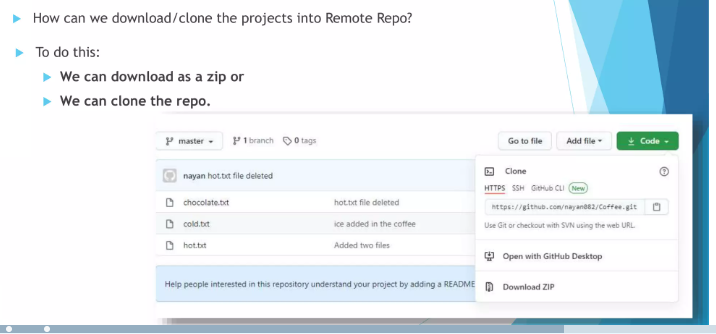 How can we download/clone the projects into Remote Repo?
To do this:
We can download as a zip or
We can clone the repo.
master 1 branch 0 tags Go to file Add file Code
nayan hot.txt file deleted
Clone
HTTPS SSH GitHub CLI New
chocolate.txt hot.txt file deleted
https://github.com/nayan082/Coffee.git
cold.txt ice added in the coffee
Use Git or checkout with SVN using the web URL.
hot.txt Added two files
Open with GitHub Desktop
Help people interested in this repository understand your project by adding a README
Download ZIP